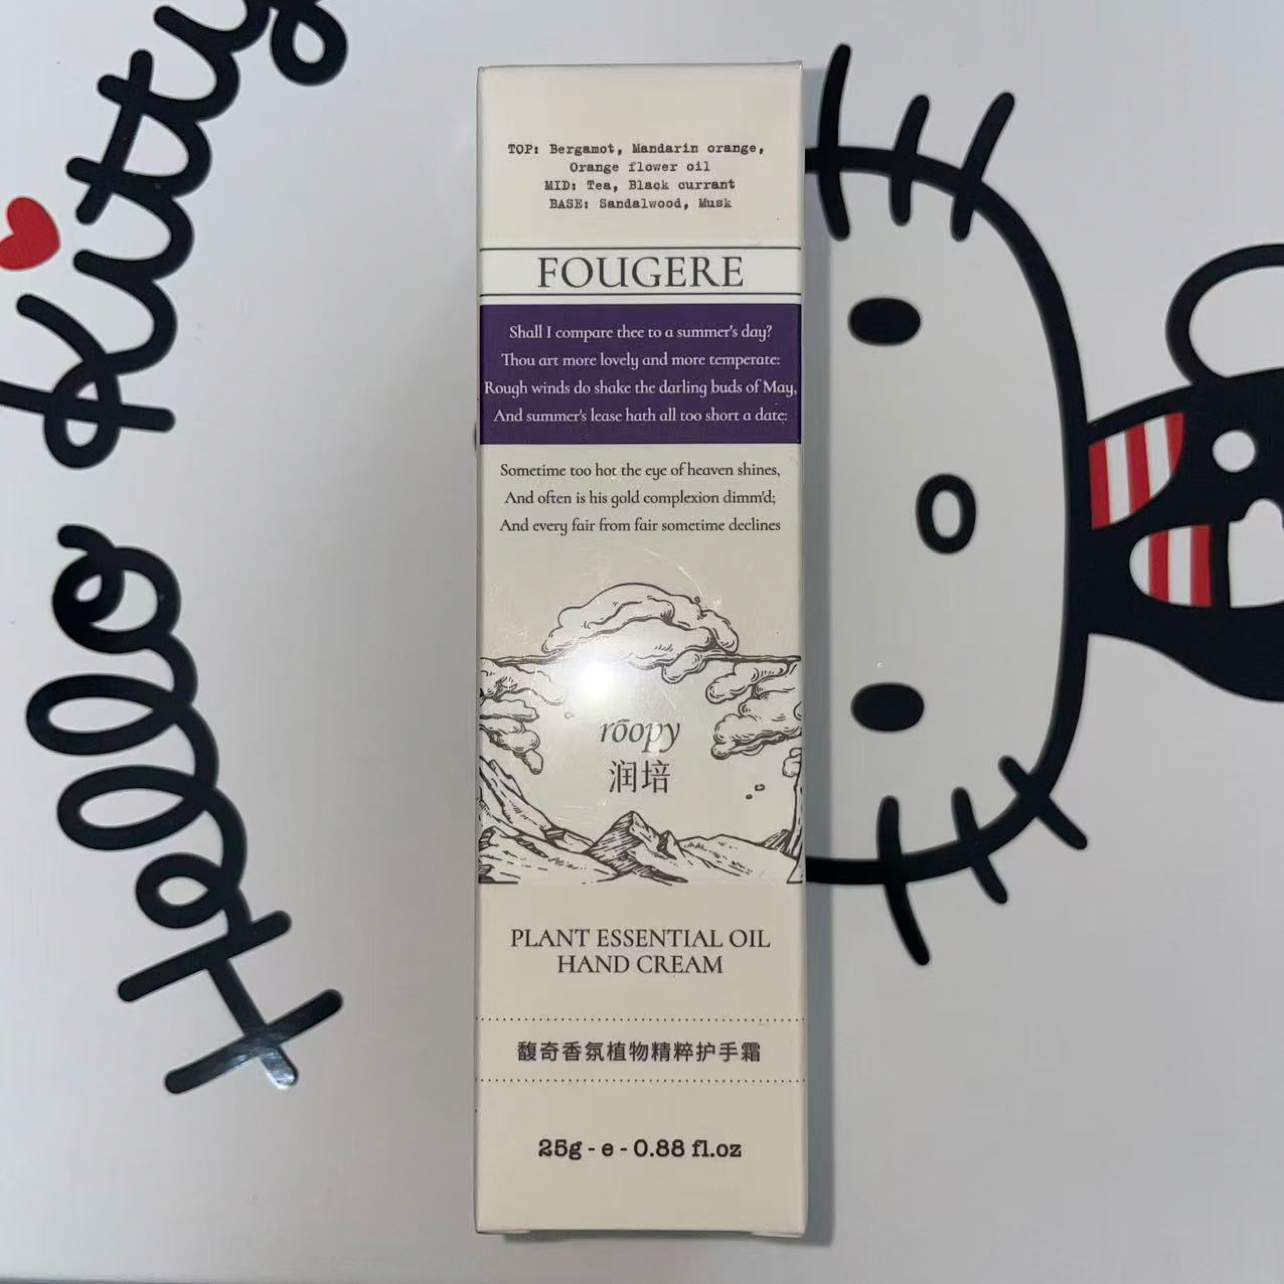 Hello Kitty
TOP: Bergamot, Mandarin orange,
Orange flower oil
MID: Tea, Black currant
BASE: Sandalwood, Musk
FOUGERE
Shall I compare thee to a summer's day?
Thou art more lovely and more temperate:
Rough winds do shake the darling buds of May,
And summer's lease hath all too short a date:
Sometime too hot the eye of heaven shines,
And often is his gold complexion dimm'd;
And every fair from fair sometime declines
rōopy
润培
PLANT ESSENTIAL OIL
HAND CREAM
馥奇香氛植物精粹护手霜
25g - e - 0.88 fl.oz